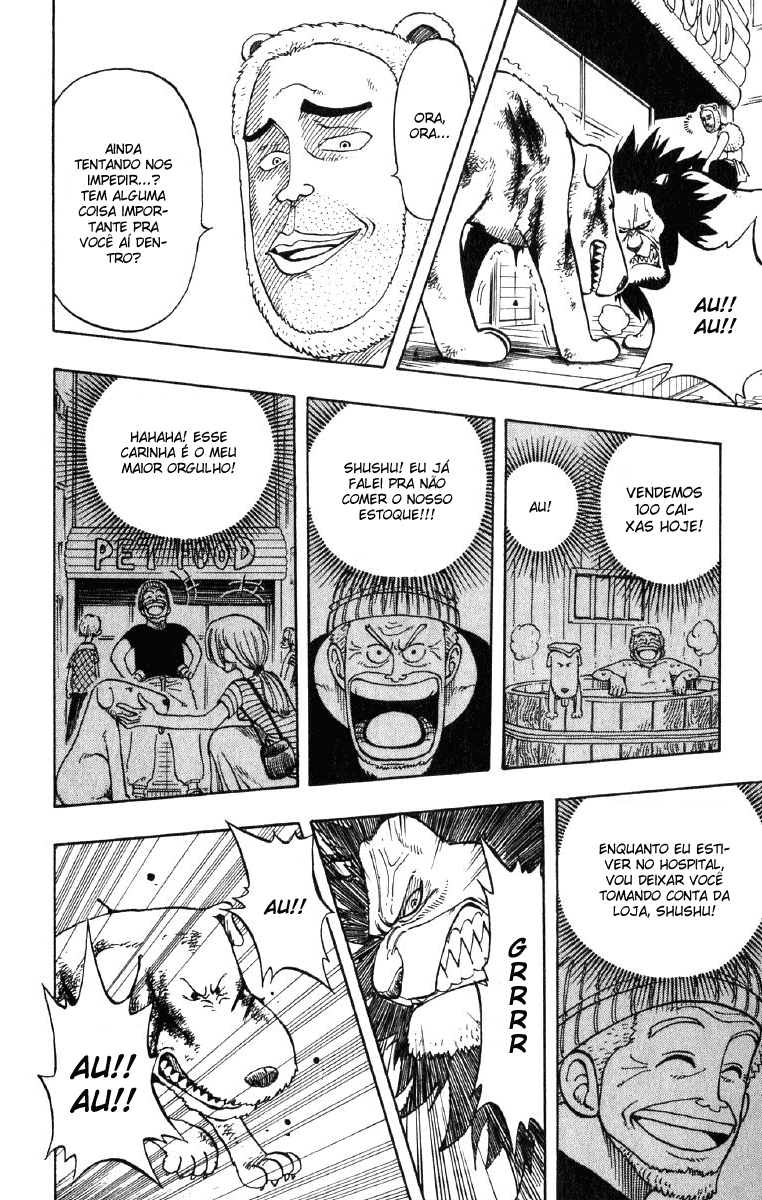 OOD
AU!!
AU!!
ORA,
ORA...
AINDA
TENTANDO NOS
IMPEDIR...?
TEM ALGUMA
COISA IMPOR-
TANTE PRA
VOCÊ AÍ DEN-
TRO?
VENDEMOS
100 CAI-
XAS HOJE!
AU!
SHUSHU! EU JÁ
FALEI PRA NÃO
COMER O NOSSO
ESTOQUE!!!
HAHAHA! ESSE
CARINHA É O MEU
MAIOR ORGULHO!
PET FOOD
ENQUANTO EU ESTI-
VER NO HOSPITAL,
VOU DEIXAR VOCÊ
TOMANDO CONTA DA
LOJA, SHUSHU!
GRRRR
AU!!
AU!!
AU!!